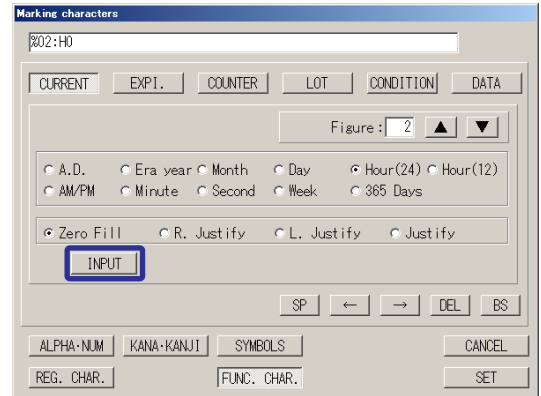 Marking characters
%02:H0
CURRENT EXPI. COUNTER LOT CONDITION DATA
Figure: 2 ▲ ▼
A.D. Era year Month Day Hour(24) Hour(12)
AM/PM Minute Second Week 365 Days
Zero Fill R. Justify L. Justify Justify
INPUT
SP ← → DEL BS
ALPHA·NUM KANA·KANJI SYMBOLS CANCEL
REG. CHAR. FUNC. CHAR. SET